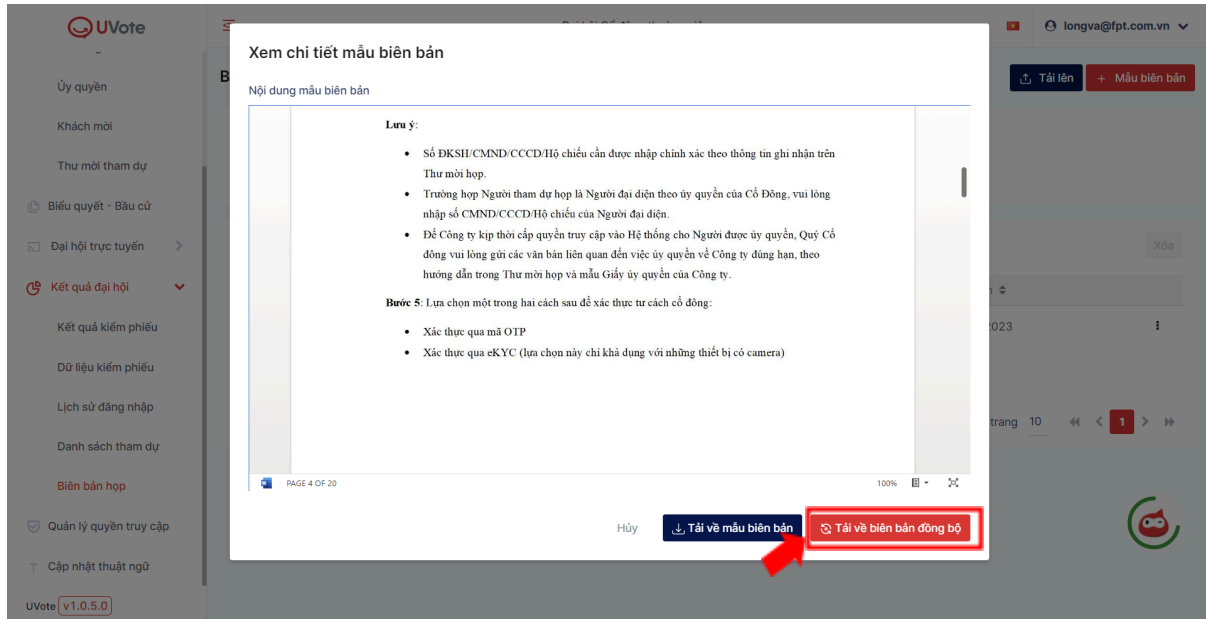 UVote
longva@fpt.com.vn
Ủy quyền
Khách mời
Thư mời tham dự
Biểu quyết - Bầu cử
Đại hội trực tuyến
Kết quả đại hội
Kết quả kiểm phiếu
Dữ liệu kiểm phiếu
Lịch sử đăng nhập
Danh sách tham dự
Biên bản họp
Quản lý quyền truy cập
Cập nhật thuật ngữ
UVote v1.0.5.0
Tải lên
+ Mẫu biên bản
Xóa
2023
trang 10
1
Xem chi tiết mẫu biên bản
Nội dung mẫu biên bản
Lưu ý:
• Số ĐKSH/CMND/CCCD/Hộ chiếu cần được nhập chính xác theo thông tin ghi nhận trên
Thư mời họp.
• Trường hợp Người tham dự họp là Người đại diện theo ủy quyền của Cổ Đông, vui lòng
nhập số CMND/CCCD/Hộ chiếu của Người đại diện.
• Để Công ty kịp thời cấp quyền truy cập vào Hệ thống cho Người được ủy quyền, Quý Cổ
đông vui lòng gửi các văn bản liên quan đến việc ủy quyền về Công ty đúng hạn, theo
hướng dẫn trong Thư mời họp và mẫu Giấy ủy quyền của Công ty.
Bước 5: Lựa chọn một trong hai cách sau để xác thực tư cách cổ đông:
• Xác thực qua mã OTP
• Xác thực qua eKYC (lựa chọn này chỉ khả dụng với những thiết bị có camera)
PAGE 4 OF 20
100%
Hủy
Tải về mẫu biên bản
Tải về biên bản đồng bộ